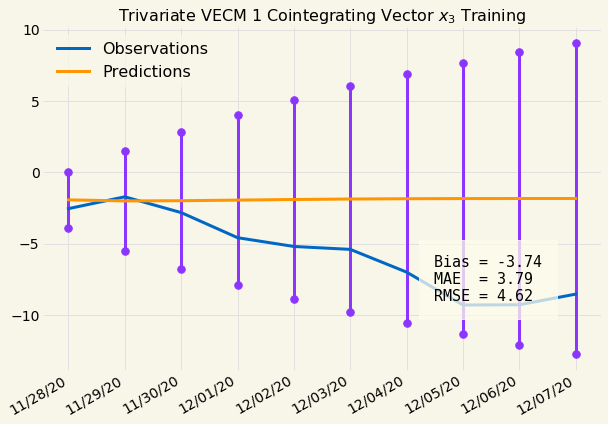 Trivariate VECM 1 Cointegrating Vector x₃ Training
Observations
Predictions
10
5
0
−5
−10
Bias = -3.74
MAE  = 3.79
RMSE = 4.62
11/28/20
11/29/20
11/30/20
12/01/20
12/02/20
12/03/20
12/04/20
12/05/20
12/06/20
12/07/20